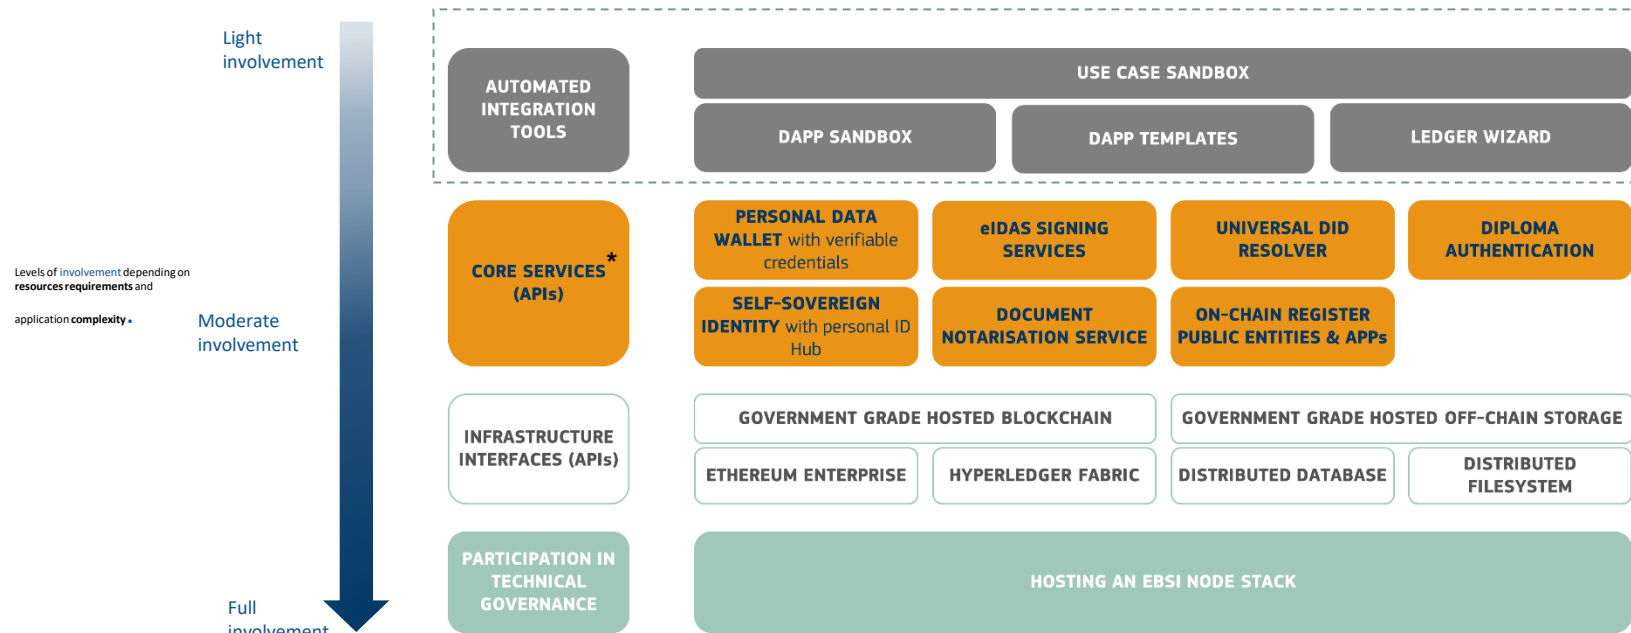 Light
involvement
AUTOMATED
INTEGRATION
TOOLS
USE CASE SANDBOX
DAPP SANDBOX
DAPP TEMPLATES
LEDGER WIZARD
Levels of involvement depending on
resources requirements and
application complexity.
Moderate
involvement
CORE SERVICES*
(APIs)
PERSONAL DATA
WALLET with verifiable
credentials
eIDAS SIGNING
SERVICES
UNIVERSAL DID
RESOLVER
DIPLOMA
AUTHENTICATION
SELF-SOVEREIGN
IDENTITY with personal ID
Hub
DOCUMENT
NOTARISATION SERVICE
ON-CHAIN REGISTER
PUBLIC ENTITIES & APPs
INFRASTRUCTURE
INTERFACES (APIs)
GOVERNMENT GRADE HOSTED BLOCKCHAIN
GOVERNMENT GRADE HOSTED OFF-CHAIN STORAGE
ETHEREUM ENTERPRISE
HYPERLEDGER FABRIC
DISTRIBUTED DATABASE
DISTRIBUTED
FILESYSTEM
Full
involvement
PARTICIPATION IN
TECHNICAL
GOVERNANCE
HOSTING AN EBSI NODE STACK